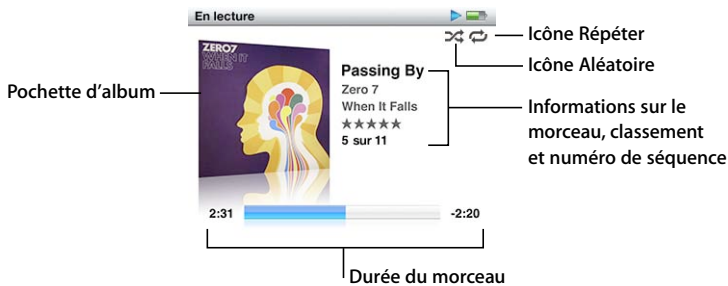 En lecture
Icône Répéter
Icône Aléatoire
ZERO7
WHEN IT
FALLS
Passing By
Zero 7
When It Falls
★★★★★
5 sur 11
Pochette d'album
Informations sur le
morceau, classement
et numéro de séquence
2:31
-2:20
Durée du morceau